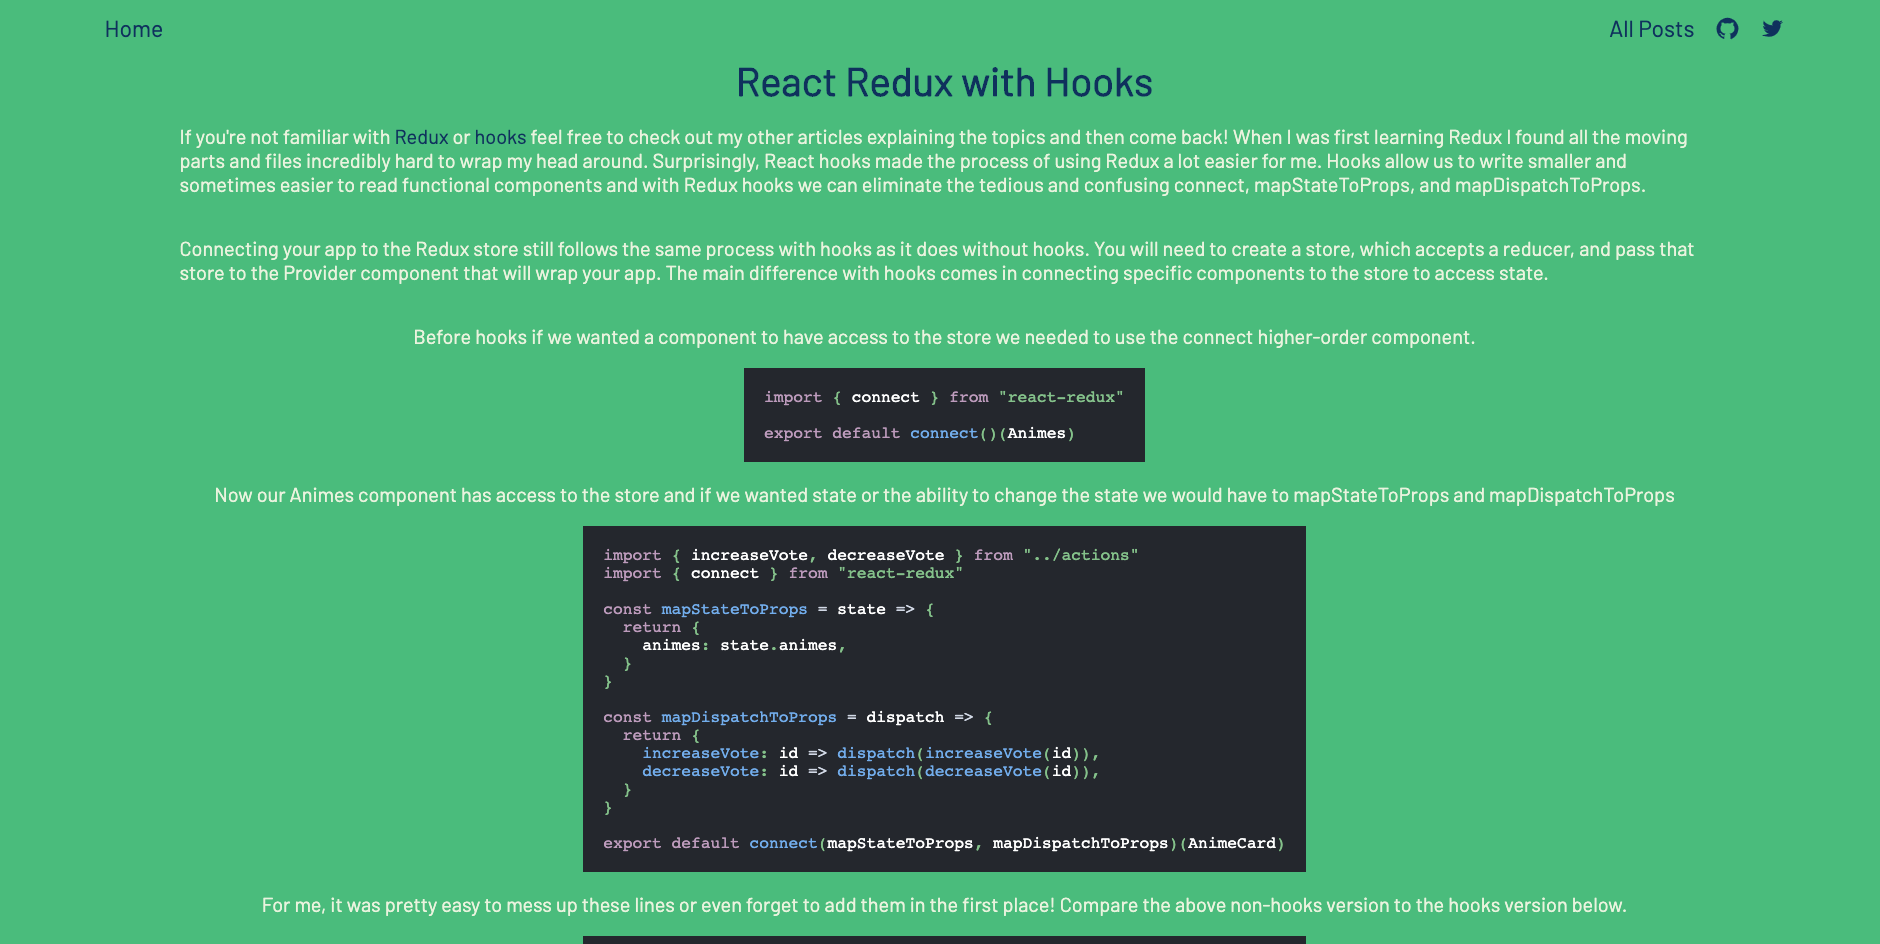 Home
All Posts
React Redux with Hooks
If you're not familiar with Redux or hooks feel free to check out my other articles explaining the topics and then come back! When I was first learning Redux I found all the moving
parts and files incredibly hard to wrap my head around. Surprisingly, React hooks made the process of using Redux a lot easier for me. Hooks allow us to write smaller and
sometimes easier to read functional components and with Redux hooks we can eliminate the tedious and confusing connect, mapStateToProps, and mapDispatchToProps.
Connecting your app to the Redux store still follows the same process with hooks as it does without hooks. You will need to create a store, which accepts a reducer, and pass that
store to the Provider component that will wrap your app. The main difference with hooks comes in connecting specific components to the store to access state.
Before hooks if we wanted a component to have access to the store we needed to use the connect higher-order component.
import { connect } from "react-redux"
export default connect()(Animes)
Now our Animes component has access to the store and if we wanted state or the ability to change the state we would have to mapStateToProps and mapDispatchToProps
import { increaseVote, decreaseVote } from "../actions"
import { connect } from "react-redux"
const mapStateToProps = state => {
  return {
    animes: state.animes,
  }
}
const mapDispatchToProps = dispatch => {
  return {
    increaseVote: id => dispatch(increaseVote(id)),
    decreaseVote: id => dispatch(decreaseVote(id)),
  }
}
export default connect(mapStateToProps, mapDispatchToProps)(AnimeCard)
For me, it was pretty easy to mess up these lines or even forget to add them in the first place! Compare the above non-hooks version to the hooks version below.